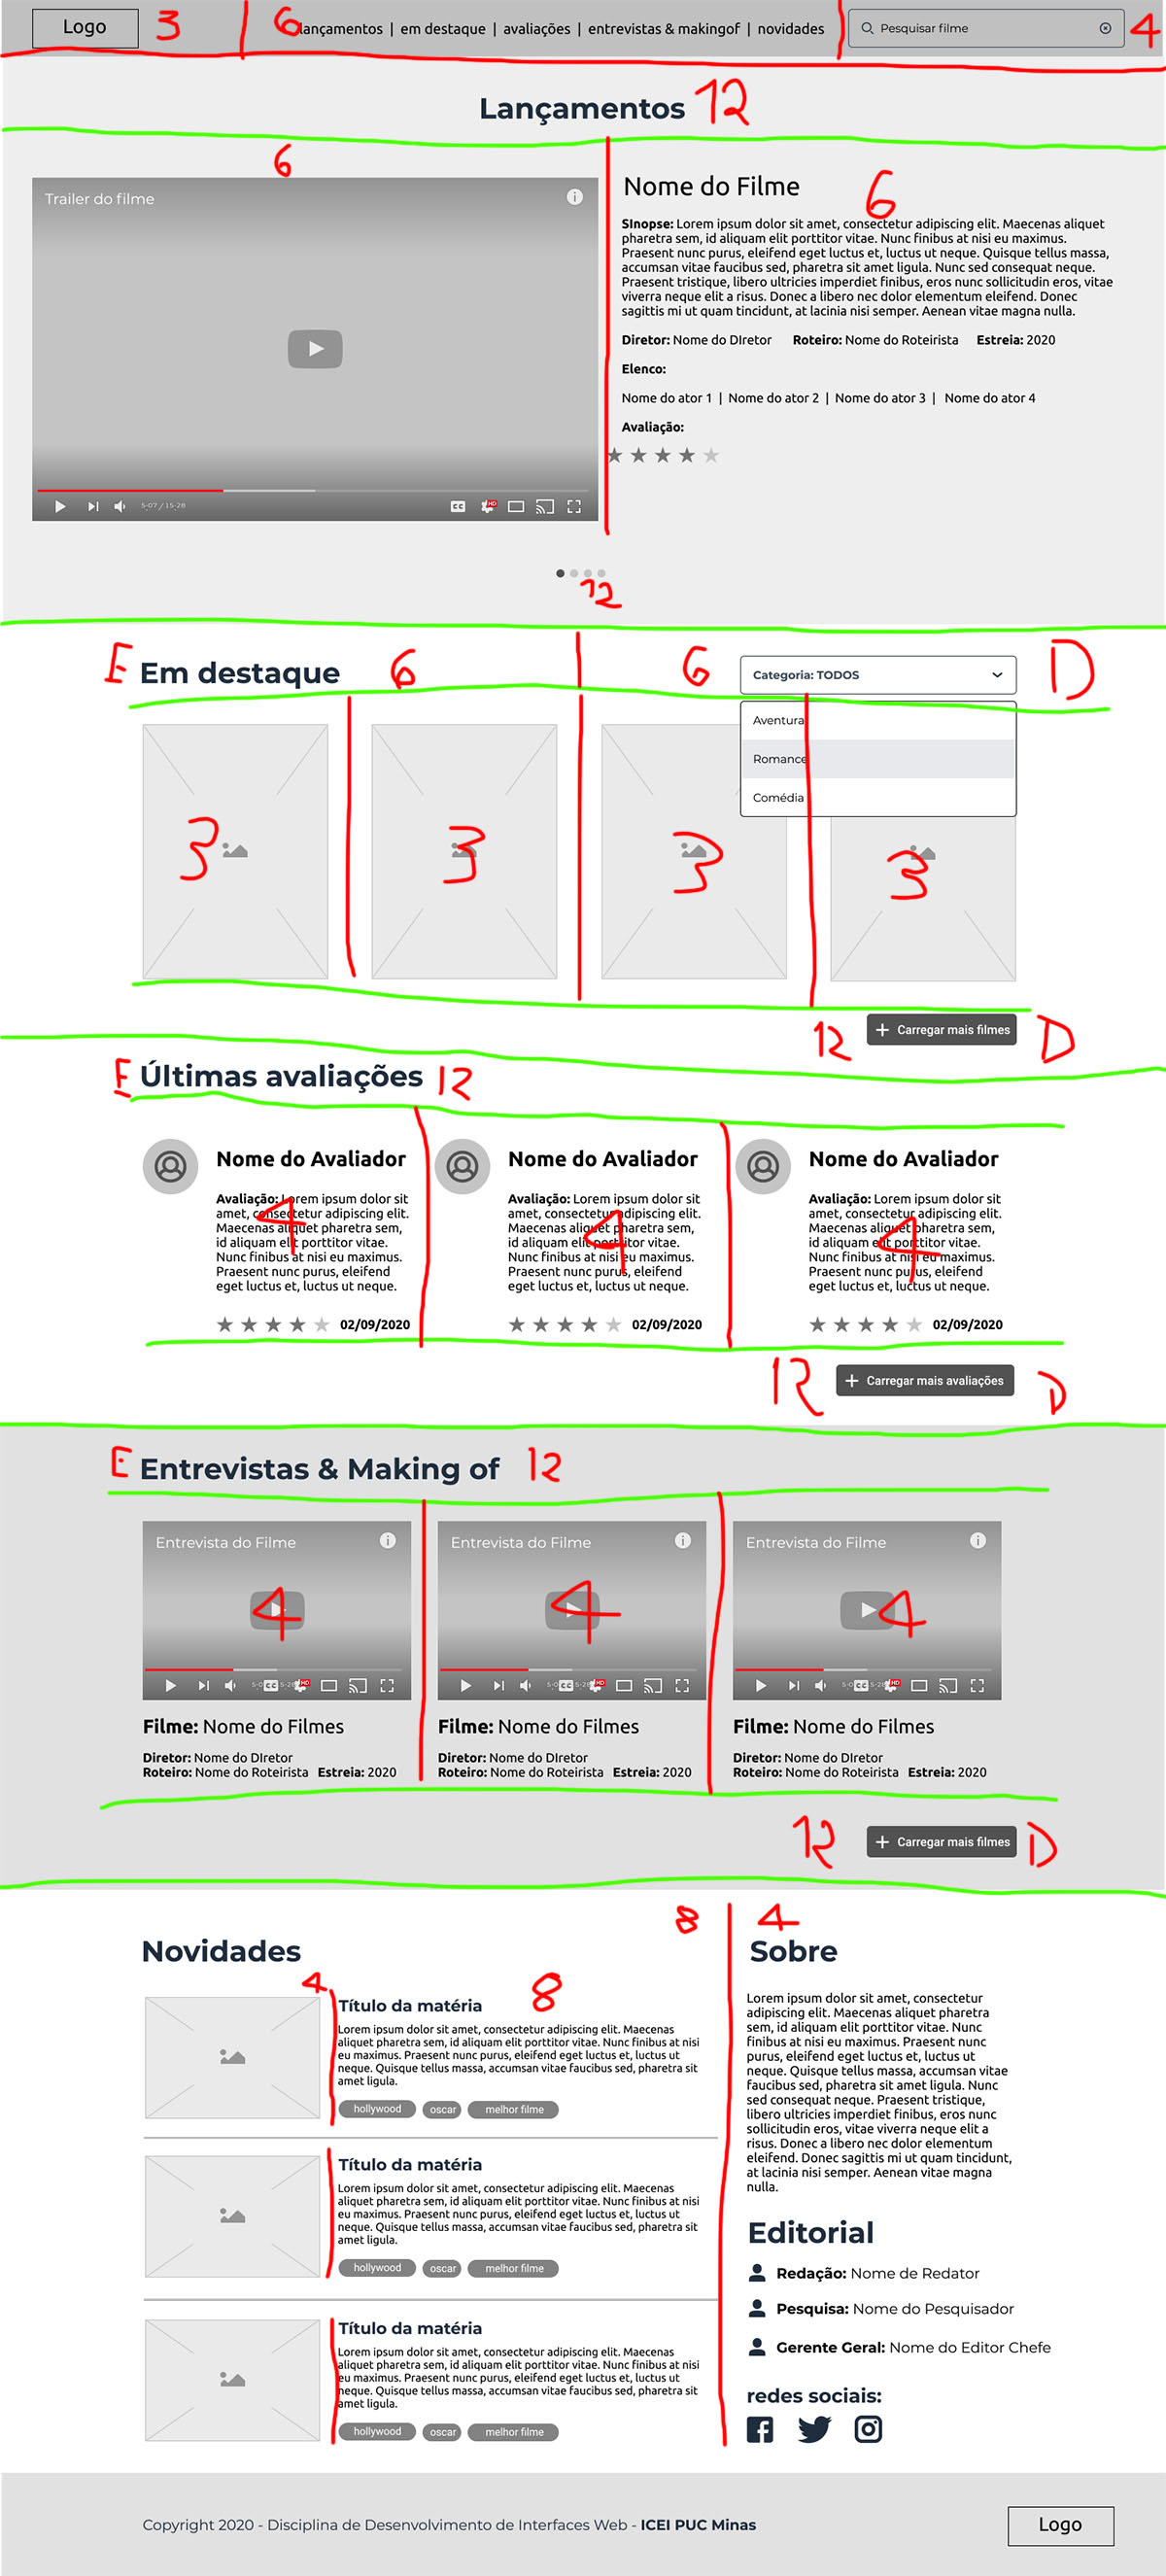 Logo 3 6 lançamentos | em destaque | avaliações | entrevistas & makingof | novidades Pesquisar filme 4
Lançamentos 12
6
Trailer do filme
5-07 / 15-28
CC HD
Nome do Filme 6
SInopse: Lorem ipsum dolor sit amet, consectetur adipiscing elit. Maecenas aliquet
pharetra sem, id aliquam elit porttitor vitae. Nunc finibus at nisi eu maximus.
Praesent nunc purus, eleifend eget luctus et, luctus ut neque. Quisque tellus massa,
accumsan vitae faucibus sed, pharetra sit amet ligula. Nunc sed consequat neque.
Praesent tristique, libero ultricies imperdiet finibus, eros nunc sollicitudin eros, vitae
viverra neque elit a risus. Donec a libero nec dolor elementum eleifend. Donec
sagittis mi ut quam tincidunt, at lacinia nisi semper. Aenean vitae magna nulla.
Diretor: Nome do DIretor Roteiro: Nome do Roteirista Estreia: 2020
Elenco:
Nome do ator 1 | Nome do ator 2 | Nome do ator 3 | Nome do ator 4
Avaliação:
12
E Em destaque 6 6 Categoria: TODOS D
Aventura
Romance
Comédia
3 3 3 3
12 Carregar mais filmes D
E Últimas avaliações 12
Nome do Avaliador
Avaliação: Lorem ipsum dolor sit
amet, consectetur adipiscing elit.
Maecenas aliquet pharetra sem,
id aliquam elit porttitor vitae.
Nunc finibus at nisi eu maximus.
Praesent nunc purus, eleifend
eget luctus et, luctus ut neque.
4
02/09/2020
Nome do Avaliador
Avaliação: Lorem ipsum dolor sit
amet, consectetur adipiscing elit.
Maecenas aliquet pharetra sem,
id aliquam elit porttitor vitae.
Nunc finibus at nisi eu maximus.
Praesent nunc purus, eleifend
eget luctus et, luctus ut neque.
4
02/09/2020
Nome do Avaliador
Avaliação: Lorem ipsum dolor sit
amet, consectetur adipiscing elit.
Maecenas aliquet pharetra sem,
id aliquam elit porttitor vitae.
Nunc finibus at nisi eu maximus.
Praesent nunc purus, eleifend
eget luctus et, luctus ut neque.
4
02/09/2020
12 Carregar mais avaliações D
E Entrevistas & Making of 12
Entrevista do Filme
4
CC HD
Filme: Nome do Filmes
Diretor: Nome do DIretor
Roteiro: Nome do Roteirista Estreia: 2020
Entrevista do Filme
4
CC HD
Filme: Nome do Filmes
Diretor: Nome do DIretor
Roteiro: Nome do Roteirista Estreia: 2020
Entrevista do Filme
4
CC HD
Filme: Nome do Filmes
Diretor: Nome do DIretor
Roteiro: Nome do Roteirista Estreia: 2020
12 Carregar mais filmes D
8 4
Novidades
4 8
Título da matéria
Lorem ipsum dolor sit amet, consectetur adipiscing elit. Maecenas
aliquet pharetra sem, id aliquam elit porttitor vitae. Nunc finibus at nisi
eu maximus. Praesent nunc purus, eleifend eget luctus et, luctus ut
neque. Quisque tellus massa, accumsan vitae faucibus sed, pharetra sit
amet ligula.
hollywood oscar melhor filme
Título da matéria
Lorem ipsum dolor sit amet, consectetur adipiscing elit. Maecenas
aliquet pharetra sem, id aliquam elit porttitor vitae. Nunc finibus at nisi
eu maximus. Praesent nunc purus, eleifend eget luctus et, luctus ut
neque. Quisque tellus massa, accumsan vitae faucibus sed, pharetra sit
amet ligula.
hollywood oscar melhor filme
Título da matéria
Lorem ipsum dolor sit amet, consectetur adipiscing elit. Maecenas
aliquet pharetra sem, id aliquam elit porttitor vitae. Nunc finibus at nisi
eu maximus. Praesent nunc purus, eleifend eget luctus et, luctus ut
neque. Quisque tellus massa, accumsan vitae faucibus sed, pharetra sit
amet ligula.
hollywood oscar melhor filme
Sobre
Lorem ipsum dolor sit amet, consectetur
adipiscing elit. Maecenas aliquet pharetra
sem, id aliquam elit porttitor vitae. Nunc
finibus at nisi eu maximus. Praesent nunc
purus, eleifend eget luctus et, luctus ut
neque. Quisque tellus massa, accumsan vitae
faucibus sed, pharetra sit amet ligula. Nunc
sed consequat neque. Praesent tristique,
libero ultricies imperdiet finibus, eros nunc
sollicitudin eros, vitae viverra neque elit a
risus. Donec a libero nec dolor elementum
eleifend. Donec sagittis mi ut quam tincidunt,
at lacinia nisi semper. Aenean vitae magna
nulla.
Editorial
Redação: Nome de Redator
Pesquisa: Nome do Pesquisador
Gerente Geral: Nome do Editor Chefe
redes sociais:
Copyright 2020 - Disciplina de Desenvolvimento de Interfaces Web - ICEI PUC Minas
Logo